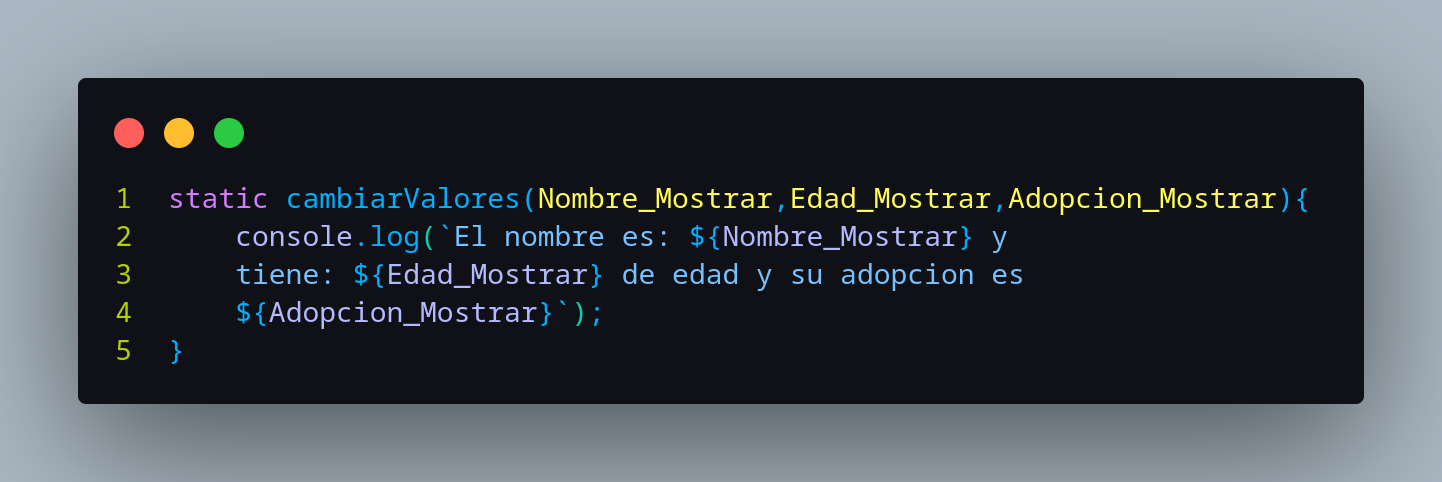 1 static cambiarValores(Nombre_Mostrar,Edad_Mostrar,Adopcion_Mostrar){
2 console.log(`El nombre es: ${Nombre_Mostrar} y
3 tiene: ${Edad_Mostrar} de edad y su adopcion es
4 ${Adopcion_Mostrar}`);
5 }